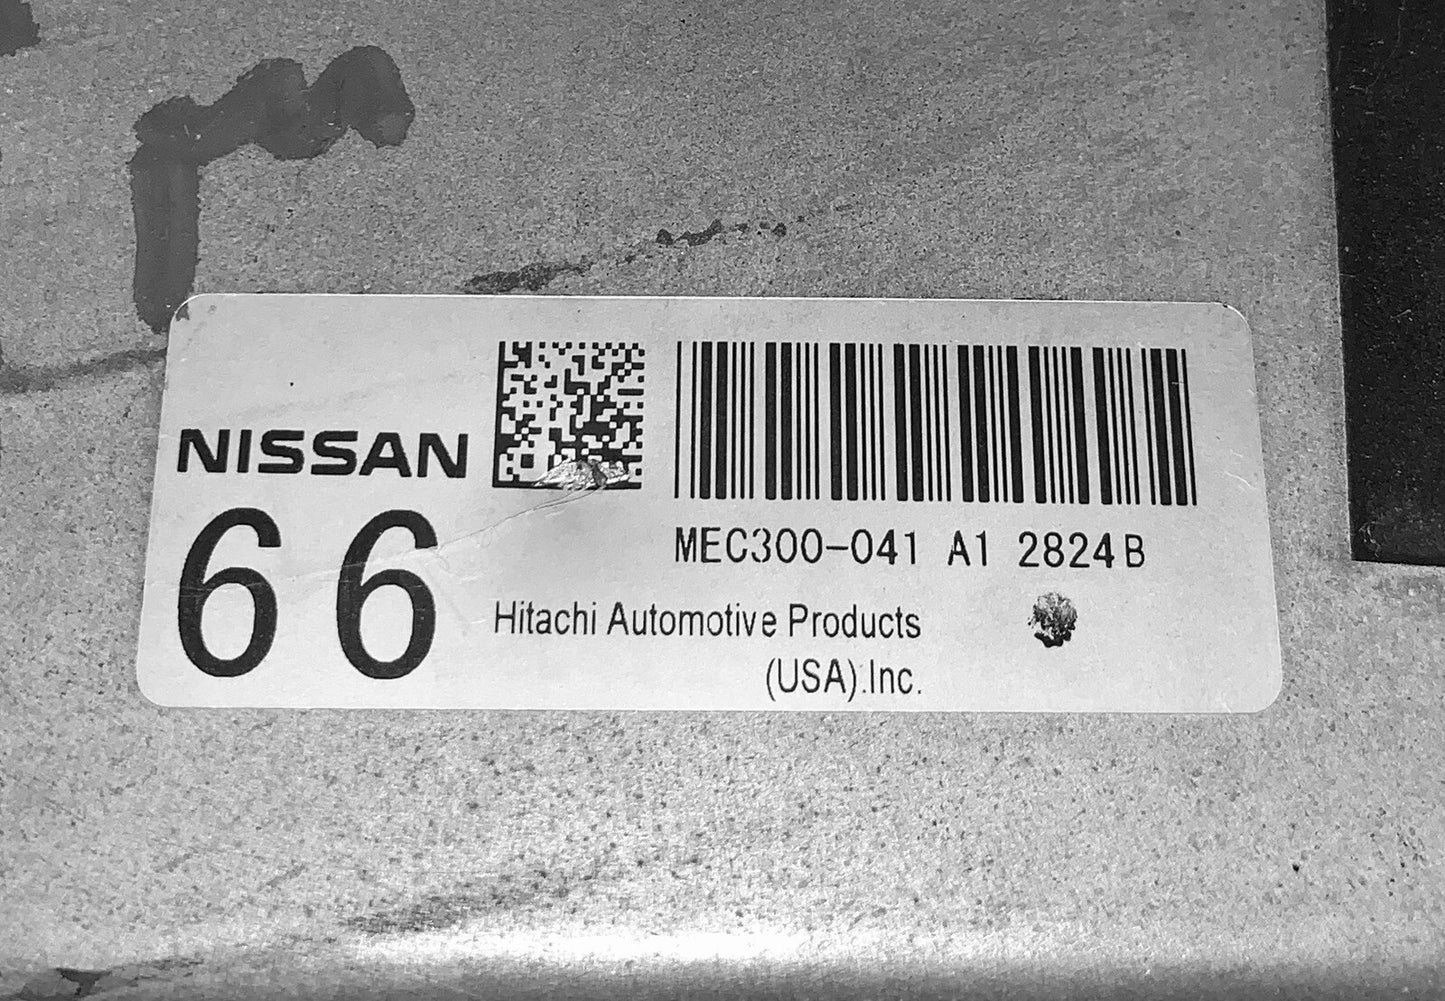 NISSAN
66
MEC300-041 A1 2824B
Hitachi Automotive Products
(USA).Inc.